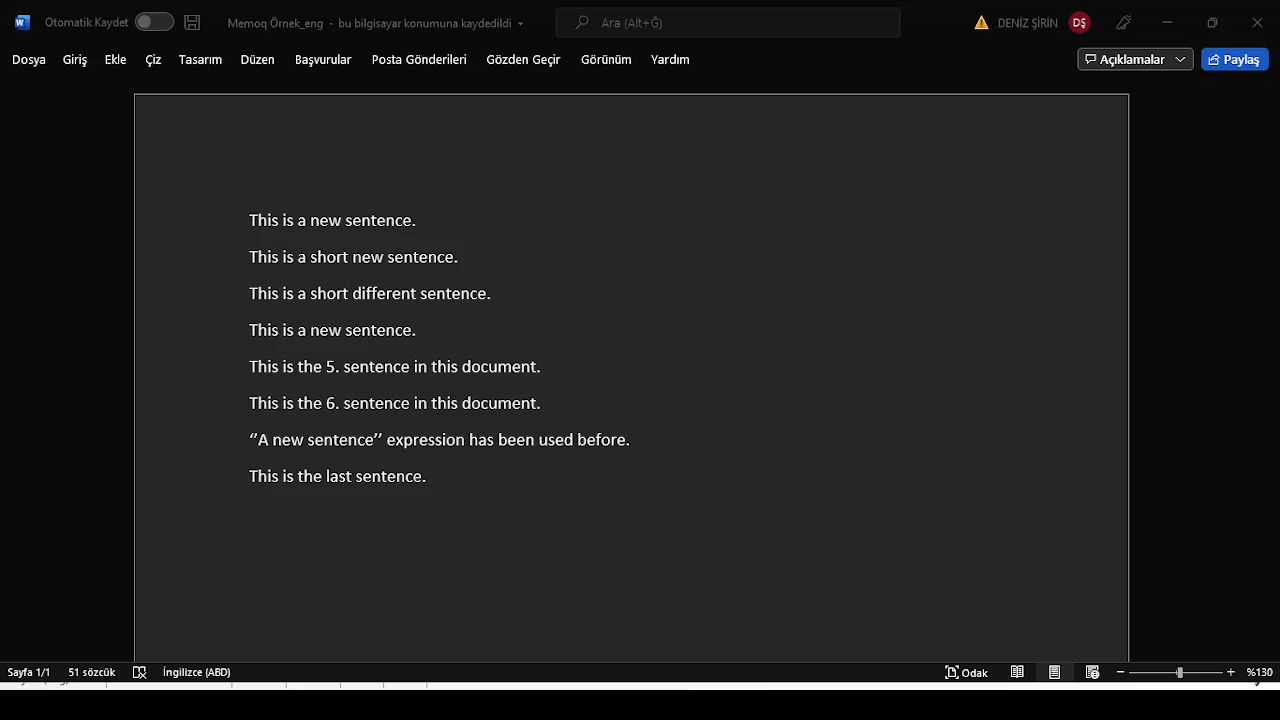 Otomatik Kaydet Memoq Örnek_eng - bu bilgisayar konumuna kaydedildi Ara (Alt+Ğ) DENİZ ŞİRİN DŞ
Dosya Giriş Ekle Çiz Tasarım Düzen Başvurular Posta Gönderileri Gözden Geçir Görünüm Yardım Açıklamalar Paylaş
This is a new sentence.
This is a short new sentence.
This is a short different sentence.
This is a new sentence.
This is the 5. sentence in this document.
This is the 6. sentence in this document.
‘’A new sentence’’ expression has been used before.
This is the last sentence.
Sayfa 1/1 51 sözcük İngilizce (ABD) Odak %130